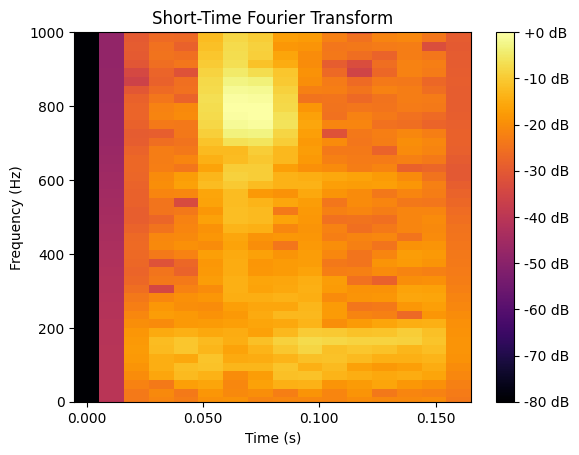 Short-Time Fourier Transform
1000
800
600
400
200
0
Frequency (Hz)
0.000
0.050
0.100
0.150
Time (s)
+0 dB
-10 dB
-20 dB
-30 dB
-40 dB
-50 dB
-60 dB
-70 dB
-80 dB